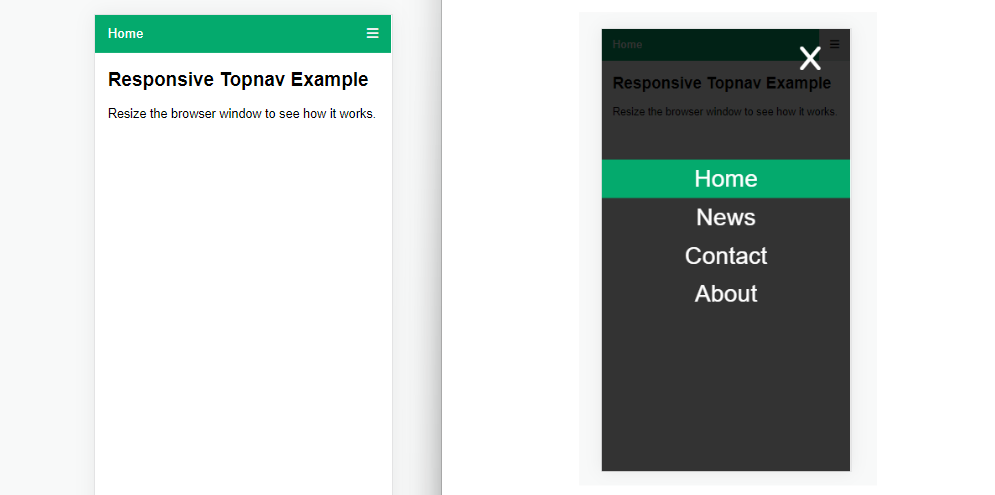 Home
Responsive Topnav Example
Resize the browser window to see how it works.
Home
Responsive Topnav Example
Resize the browser window to see how it works.
Home
News
Contact
About